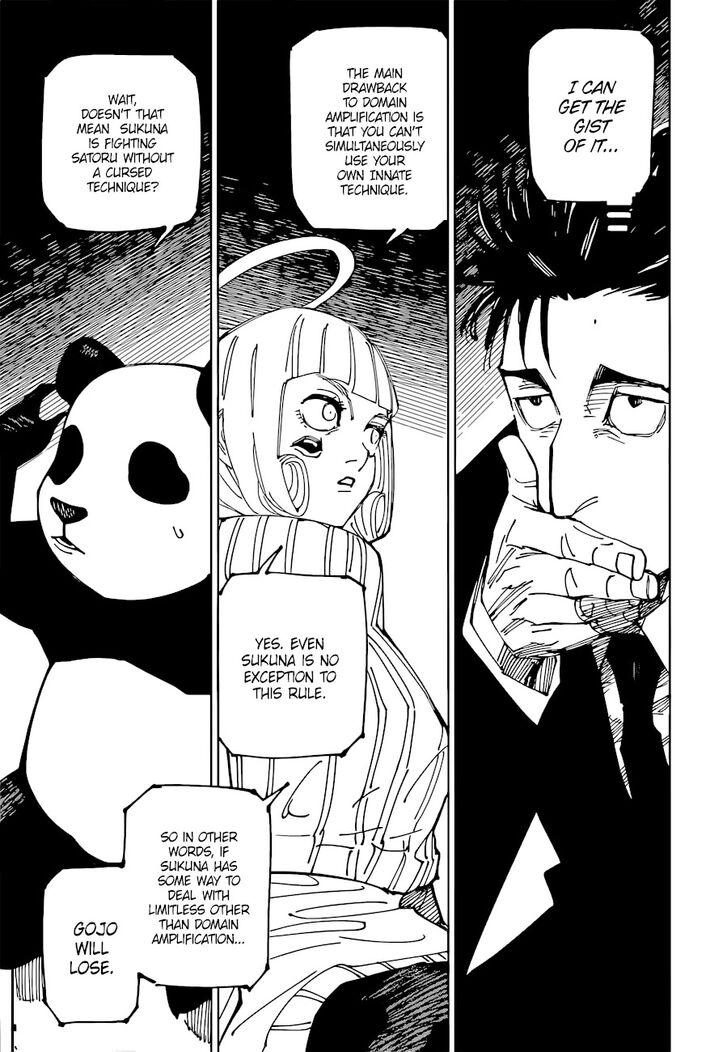 I CAN
GET THE
GIST
OF IT...
THE MAIN
DRAWBACK
TO DOMAIN
AMPLIFICATION IS
THAT YOU CAN'T
SIMULTANEOUSLY
USE YOUR
OWN INNATE
TECHNIQUE.
WAIT,
DOESN'T THAT
MEAN SUKUNA
IS FIGHTING
SATORU WITHOUT
A CURSED
TECHNIQUE?
YES. EVEN
SUKUNA IS NO
EXCEPTION TO
THIS RULE.
SO IN OTHER
WORDS, IF
SUKUNA HAS
SOME WAY TO
DEAL WITH
LIMITLESS OTHER
THAN DOMAIN
AMPLIFICATION...
GOJO
WILL
LOSE.